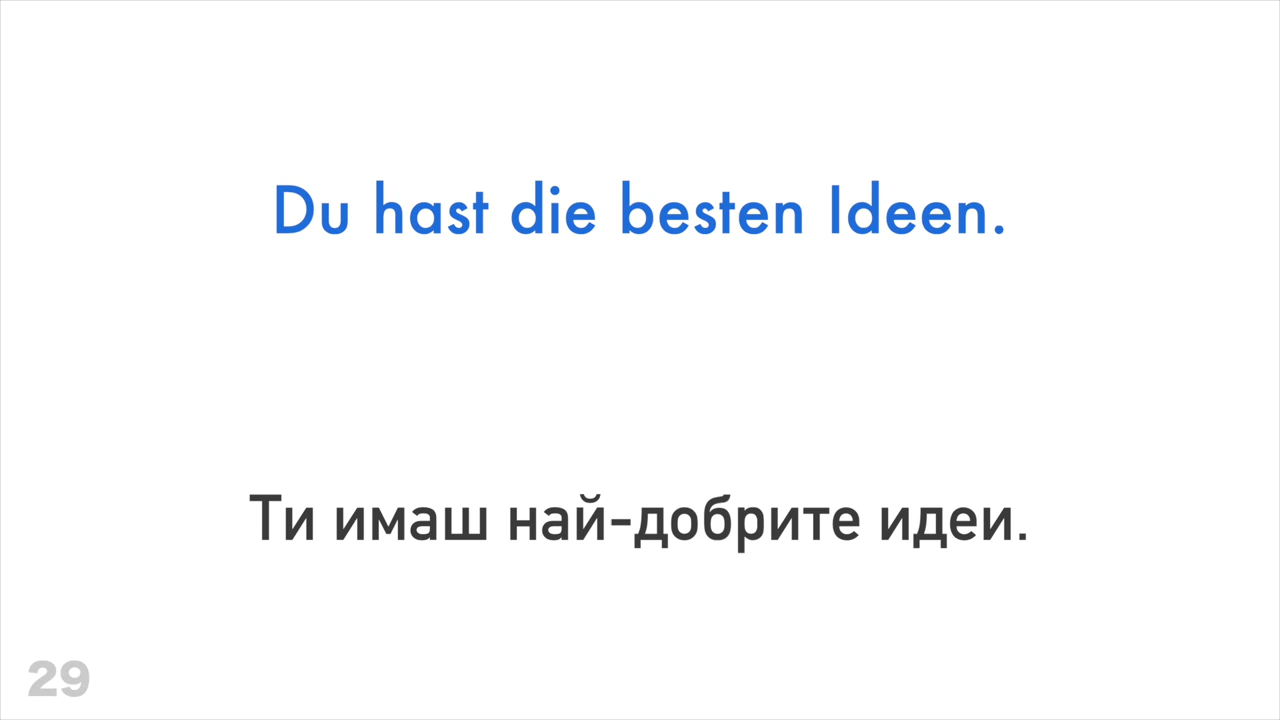 Du hast die besten Ideen.
Ти имаш най-добрите идеи.
29